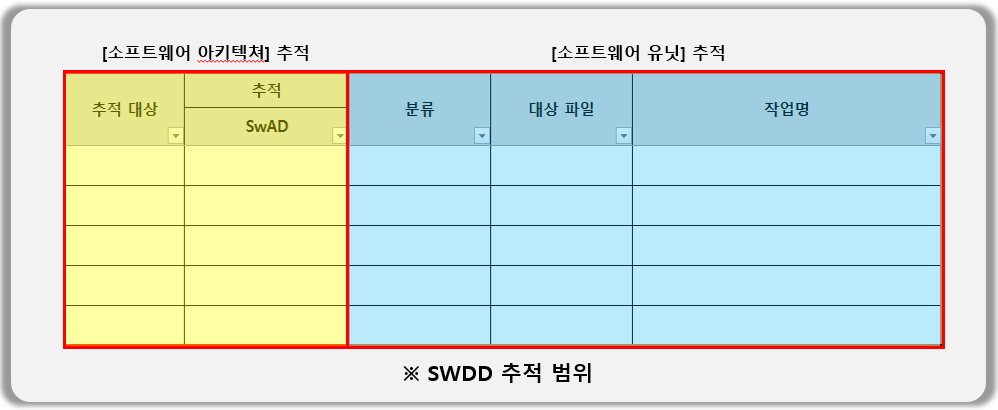 [소프트웨어 아키텍쳐] 추적
[소프트웨어 유닛] 추적
추적 대상
추적
SwAD
분류
대상 파일
작업명
※ SWDD 추적 범위